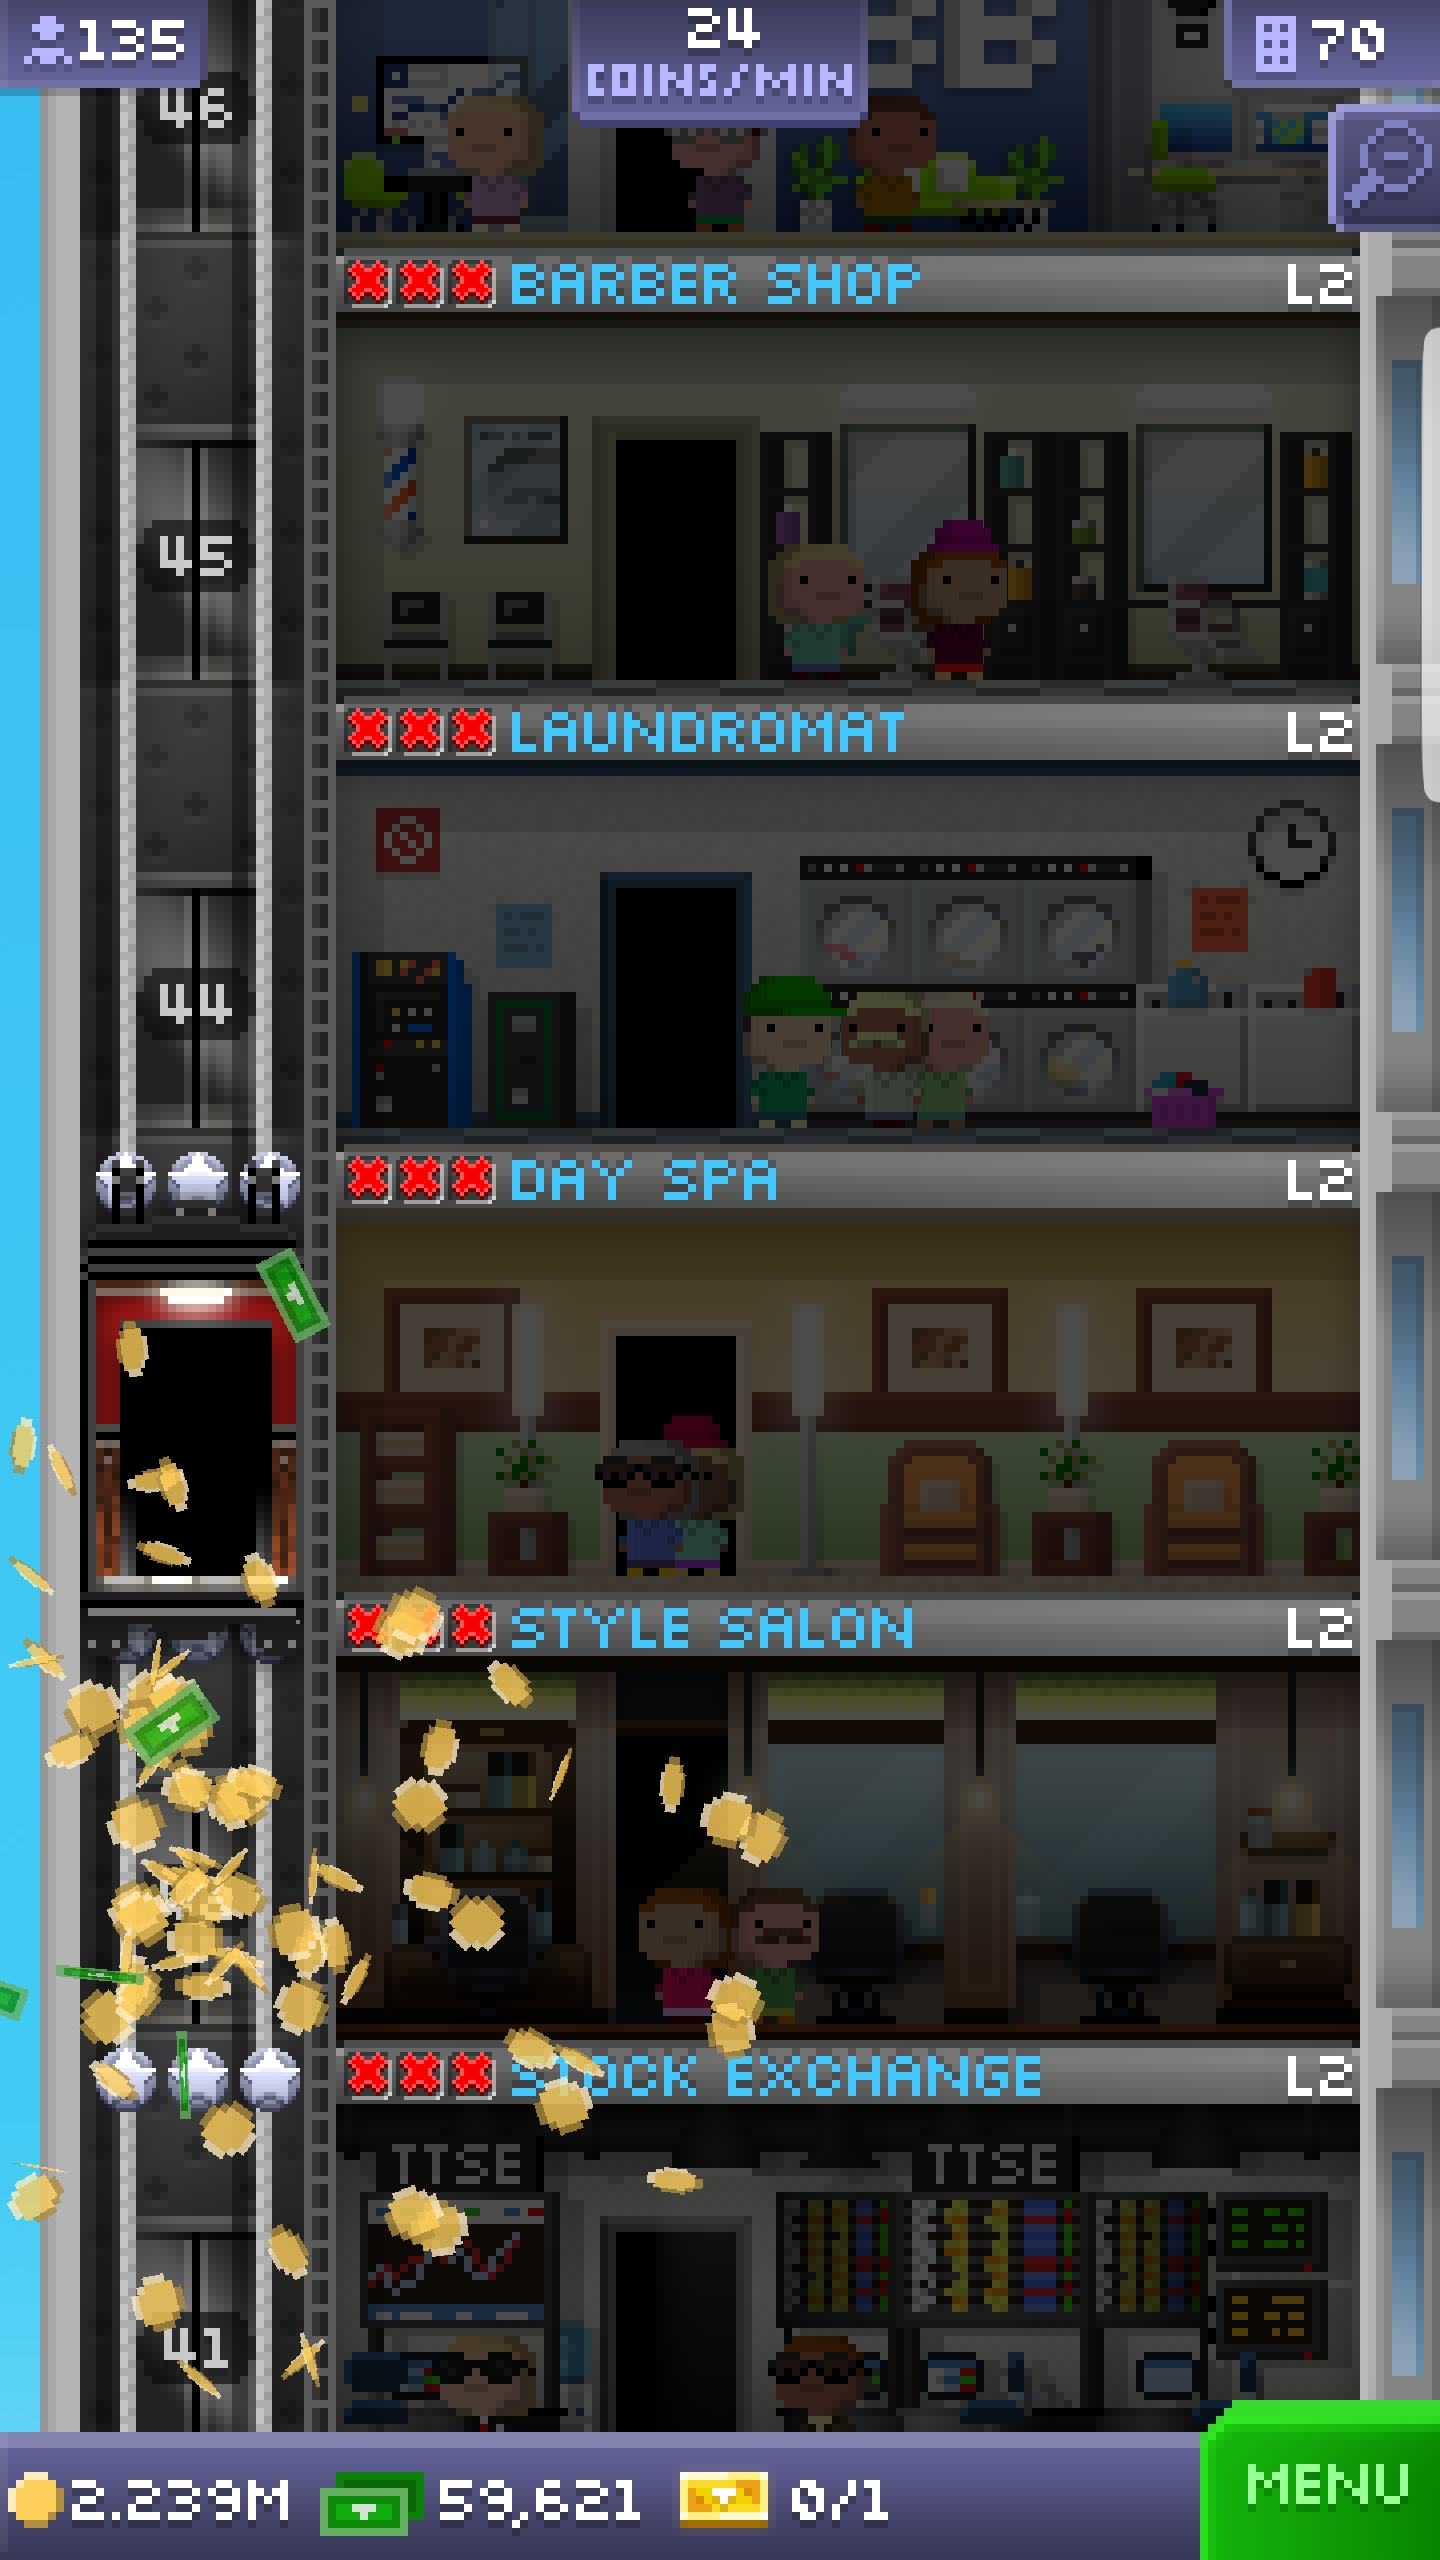 135
24
COINS/MIN
70
46
3B
BARBER SHOP L2
45
LAUNDROMAT L2
44
DAY SPA L2
STYLE SALON L2
STOCK EXCHANGE L2
TTSE TTSE
41
2.239M 59,621 0/1 MENU